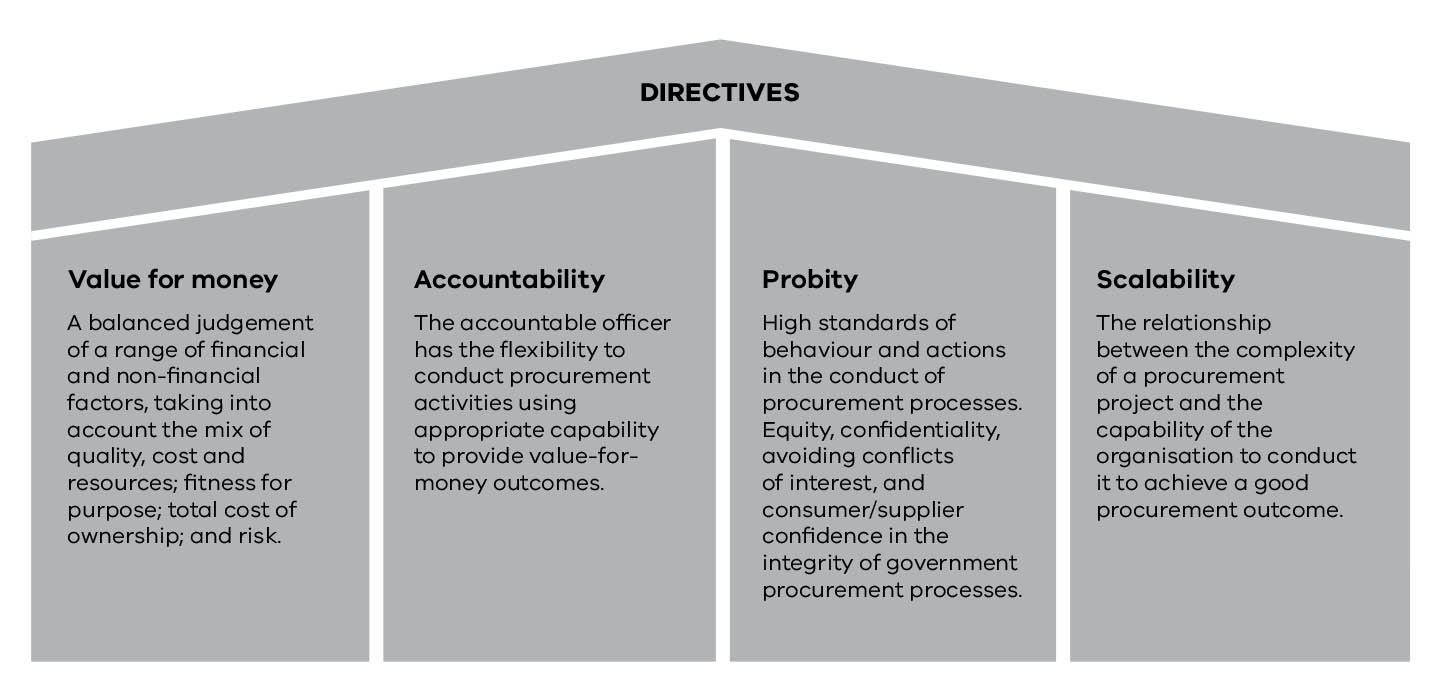 DIRECTIVES
Value for money
A balanced judgement
of a range of financial
and non-financial
factors, taking into
account the mix of
quality, cost and
resources; fitness for
purpose; total cost of
ownership; and risk.
Accountability
The accountable officer
has the flexibility to
conduct procurement
activities using
appropriate capability
to provide value-for-
money outcomes.
Probity
High standards of
behaviour and actions
in the conduct of
procurement processes.
Equity, confidentiality,
avoiding conflicts
of interest, and
consumer/supplier
confidence in the
integrity of government
procurement processes.
Scalability
The relationship
between the complexity
of a procurement
project and the
capability of the
organisation to conduct
it to achieve a good
procurement outcome.